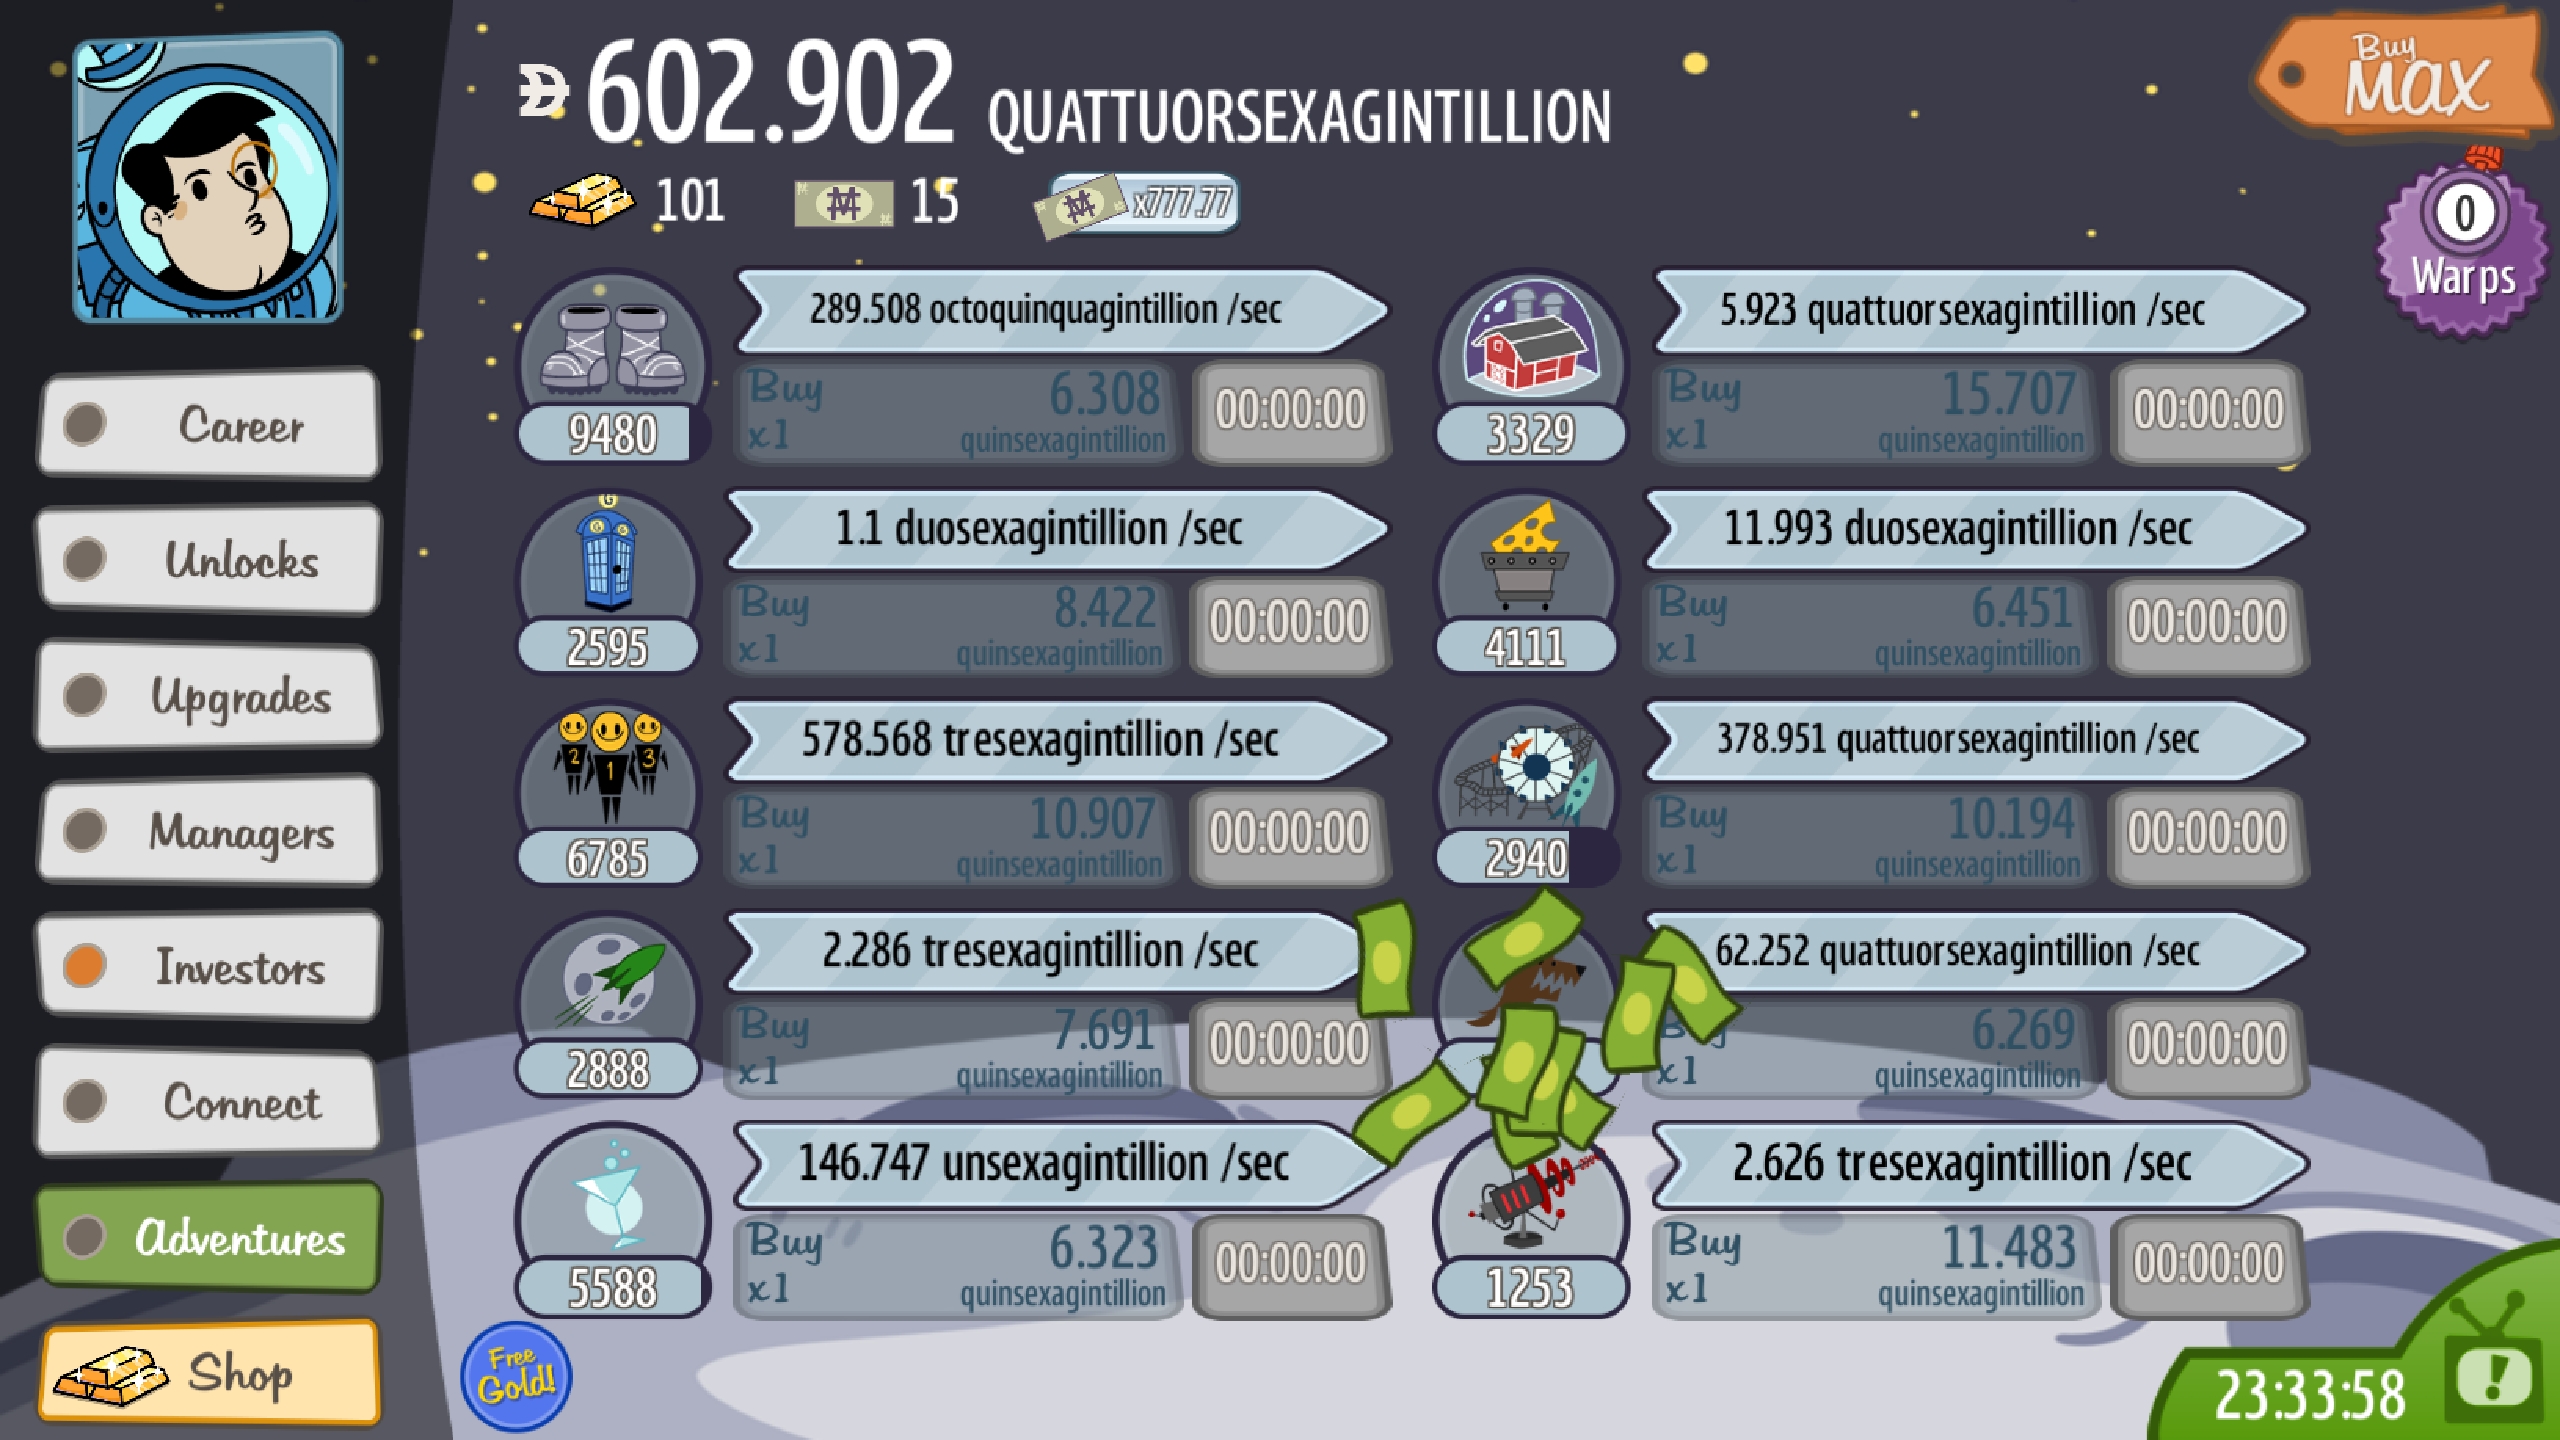 602.902 QUATTUORSEXAGINTILLION
Buy
MAX
101
15
x777.77
0
Warps
Career
Unlocks
Upgrades
Managers
Investors
Connect
Adventures
Shop
289.508 octoquinquagintillion /sec
9480
Buy 6.308
x1 quinsexagintillion
00:00:00
5.923 quattuorsexagintillion /sec
3329
Buy 15.707
x1 quinsexagintillion
00:00:00
G
1.1 duosexagintillion /sec
2595
Buy 8.422
x1 quinsexagintillion
00:00:00
11.993 duosexagintillion /sec
4111
Buy 6.451
x1 quinsexagintillion
00:00:00
2 1 3
578.568 tresexagintillion /sec
6785
Buy 10.907
x1 quinsexagintillion
00:00:00
378.951 quattuorsexagintillion /sec
2940
Buy 10.194
x1 quinsexagintillion
00:00:00
2.286 tresexagintillion /sec
2888
Buy 7.691
x1 quinsexagintillion
00:00:00
62.252 quattuorsexagintillion /sec
6.269
x1 quinsexagintillion
00:00:00
146.747 unsexagintillion /sec
5588
Buy 6.323
x1 quinsexagintillion
00:00:00
2.626 tresexagintillion /sec
1253
Buy 11.483
x1 quinsexagintillion
00:00:00
Free
Gold!
23:33:58
!